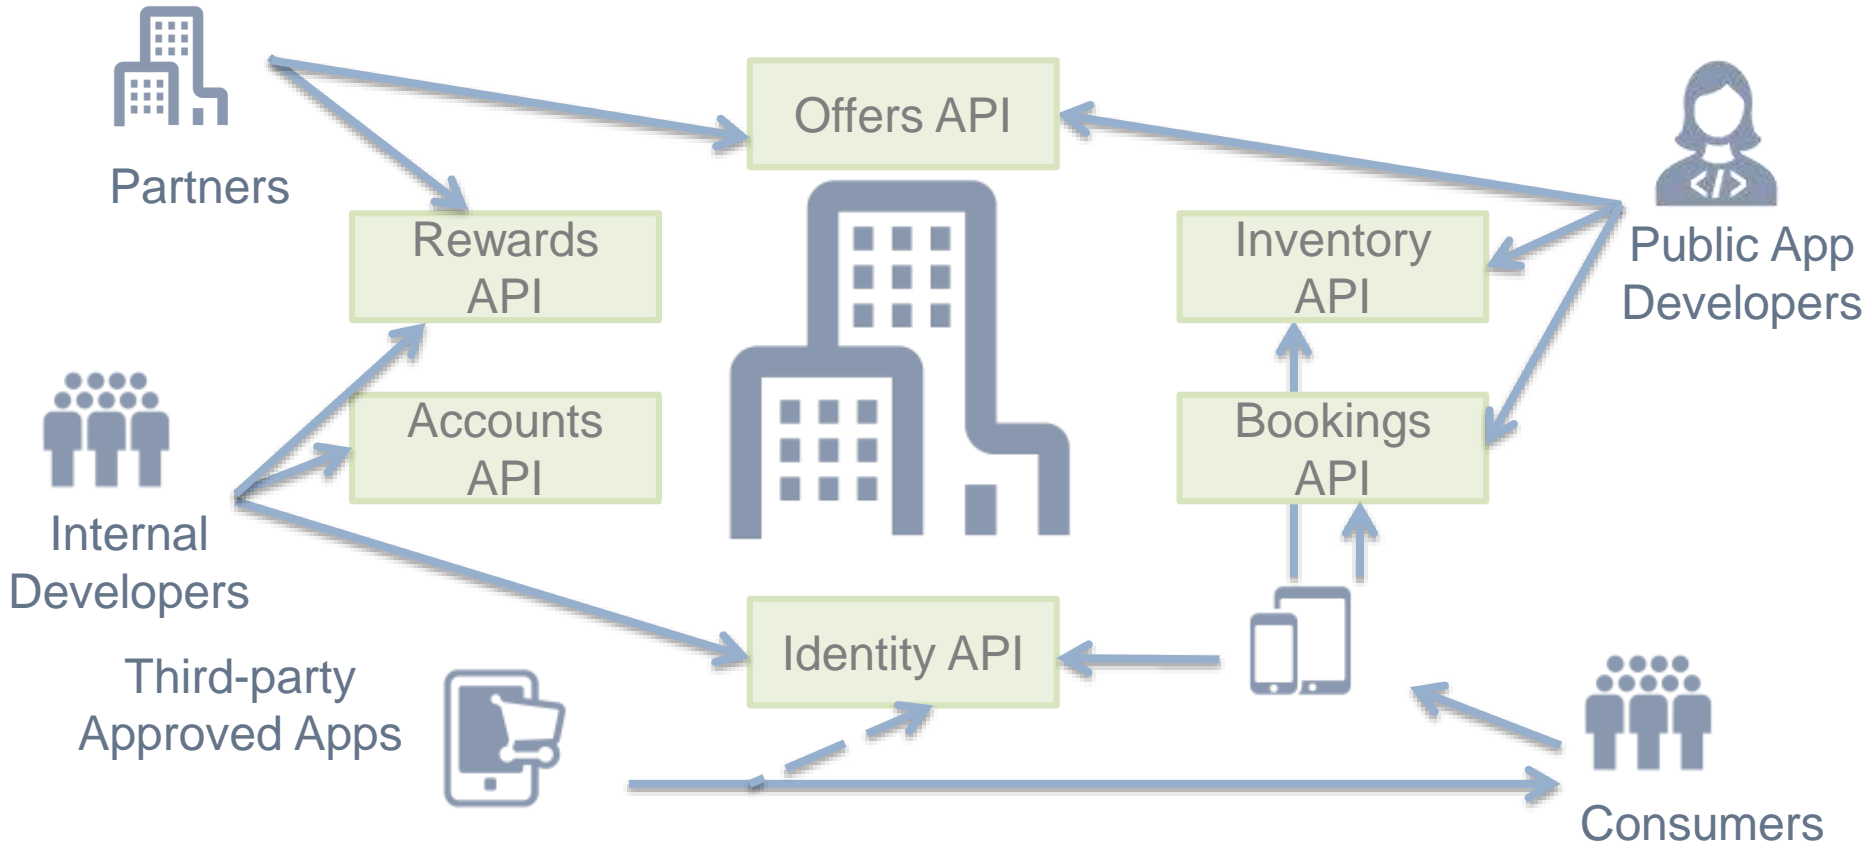 Partners
Offers API
</>
Public App
Developers
Rewards
API
Inventory
API
Internal
Developers
Accounts
API
Bookings
API
Third-party
Approved Apps
Identity API
Consumers